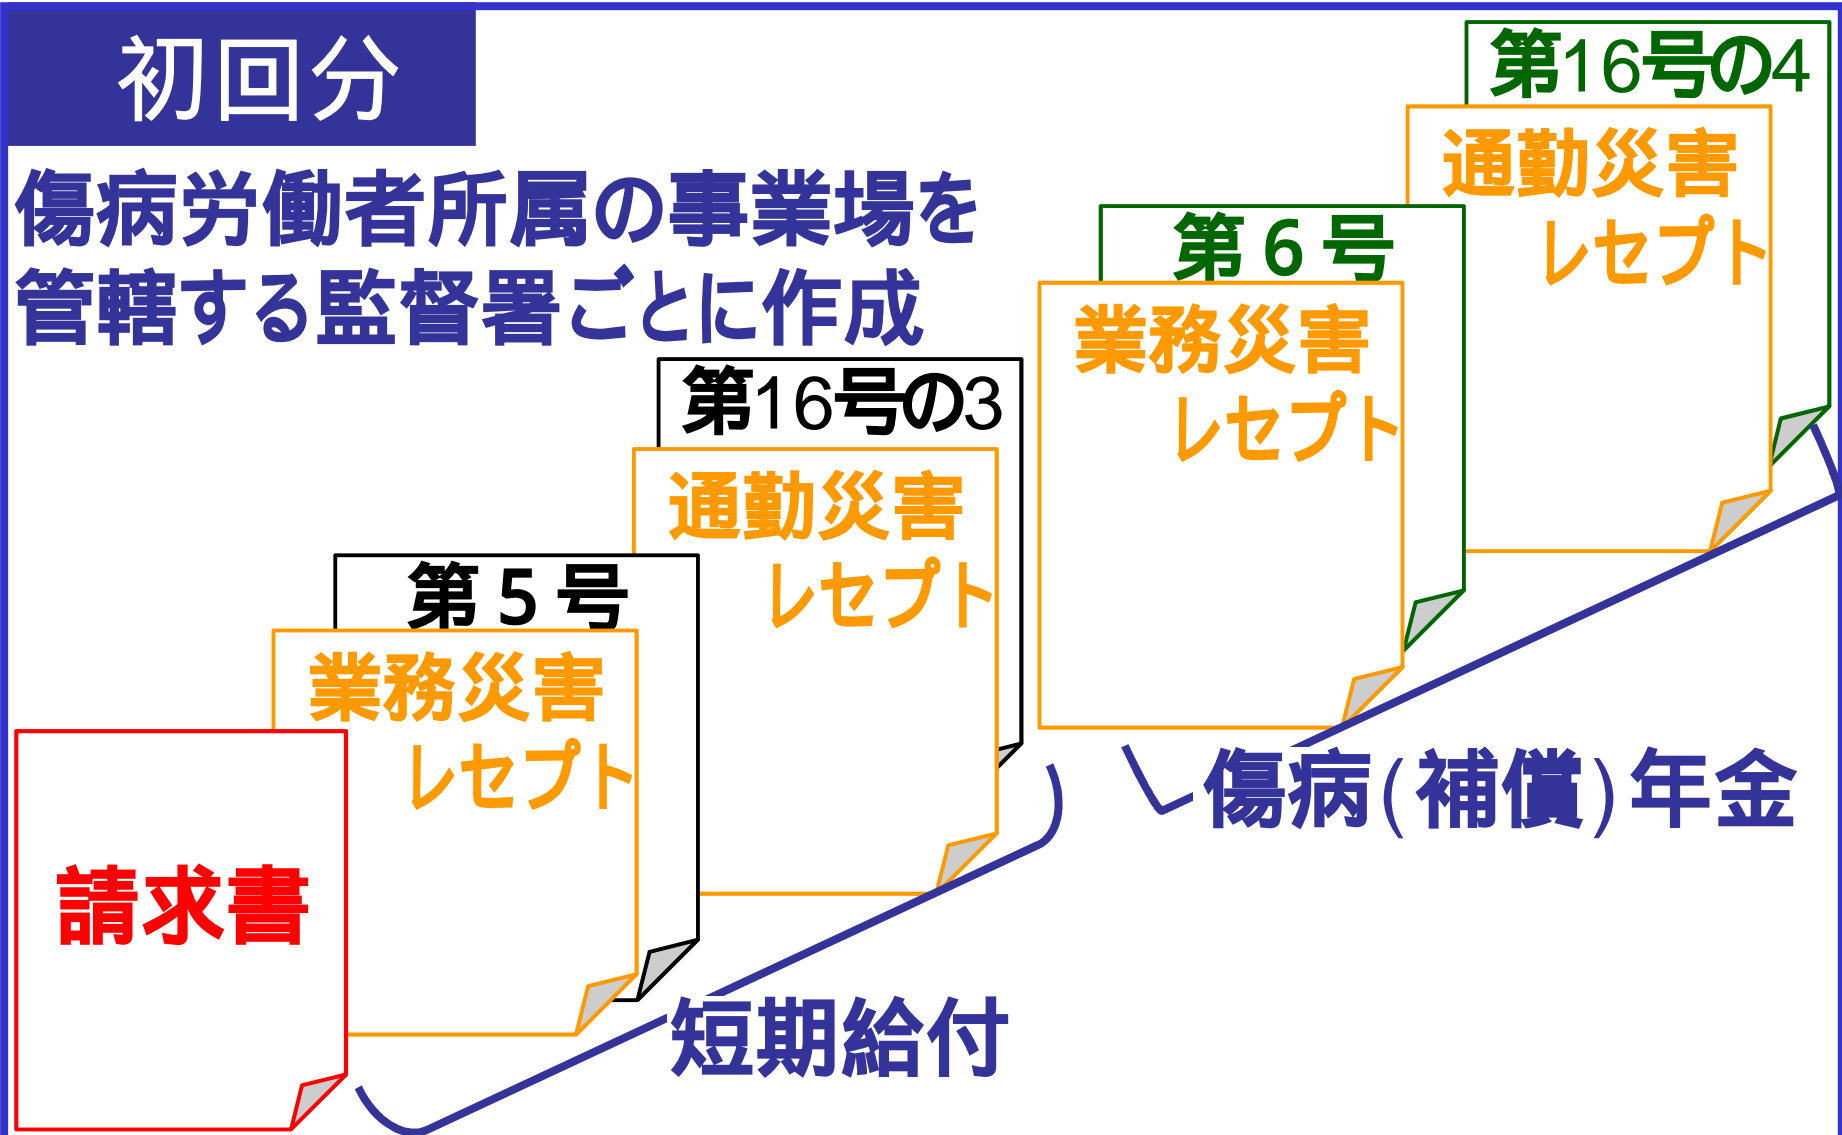 初回分
傷病労働者所属の事業場を
管轄する監督署ごとに作成
第16号の4
通勤災害
レセプト
第6号
業務災害
レセプト
第16号の3
通勤災害
レセプト
第5号
業務災害
レセプト
請求書
傷病(補償)年金
短期給付